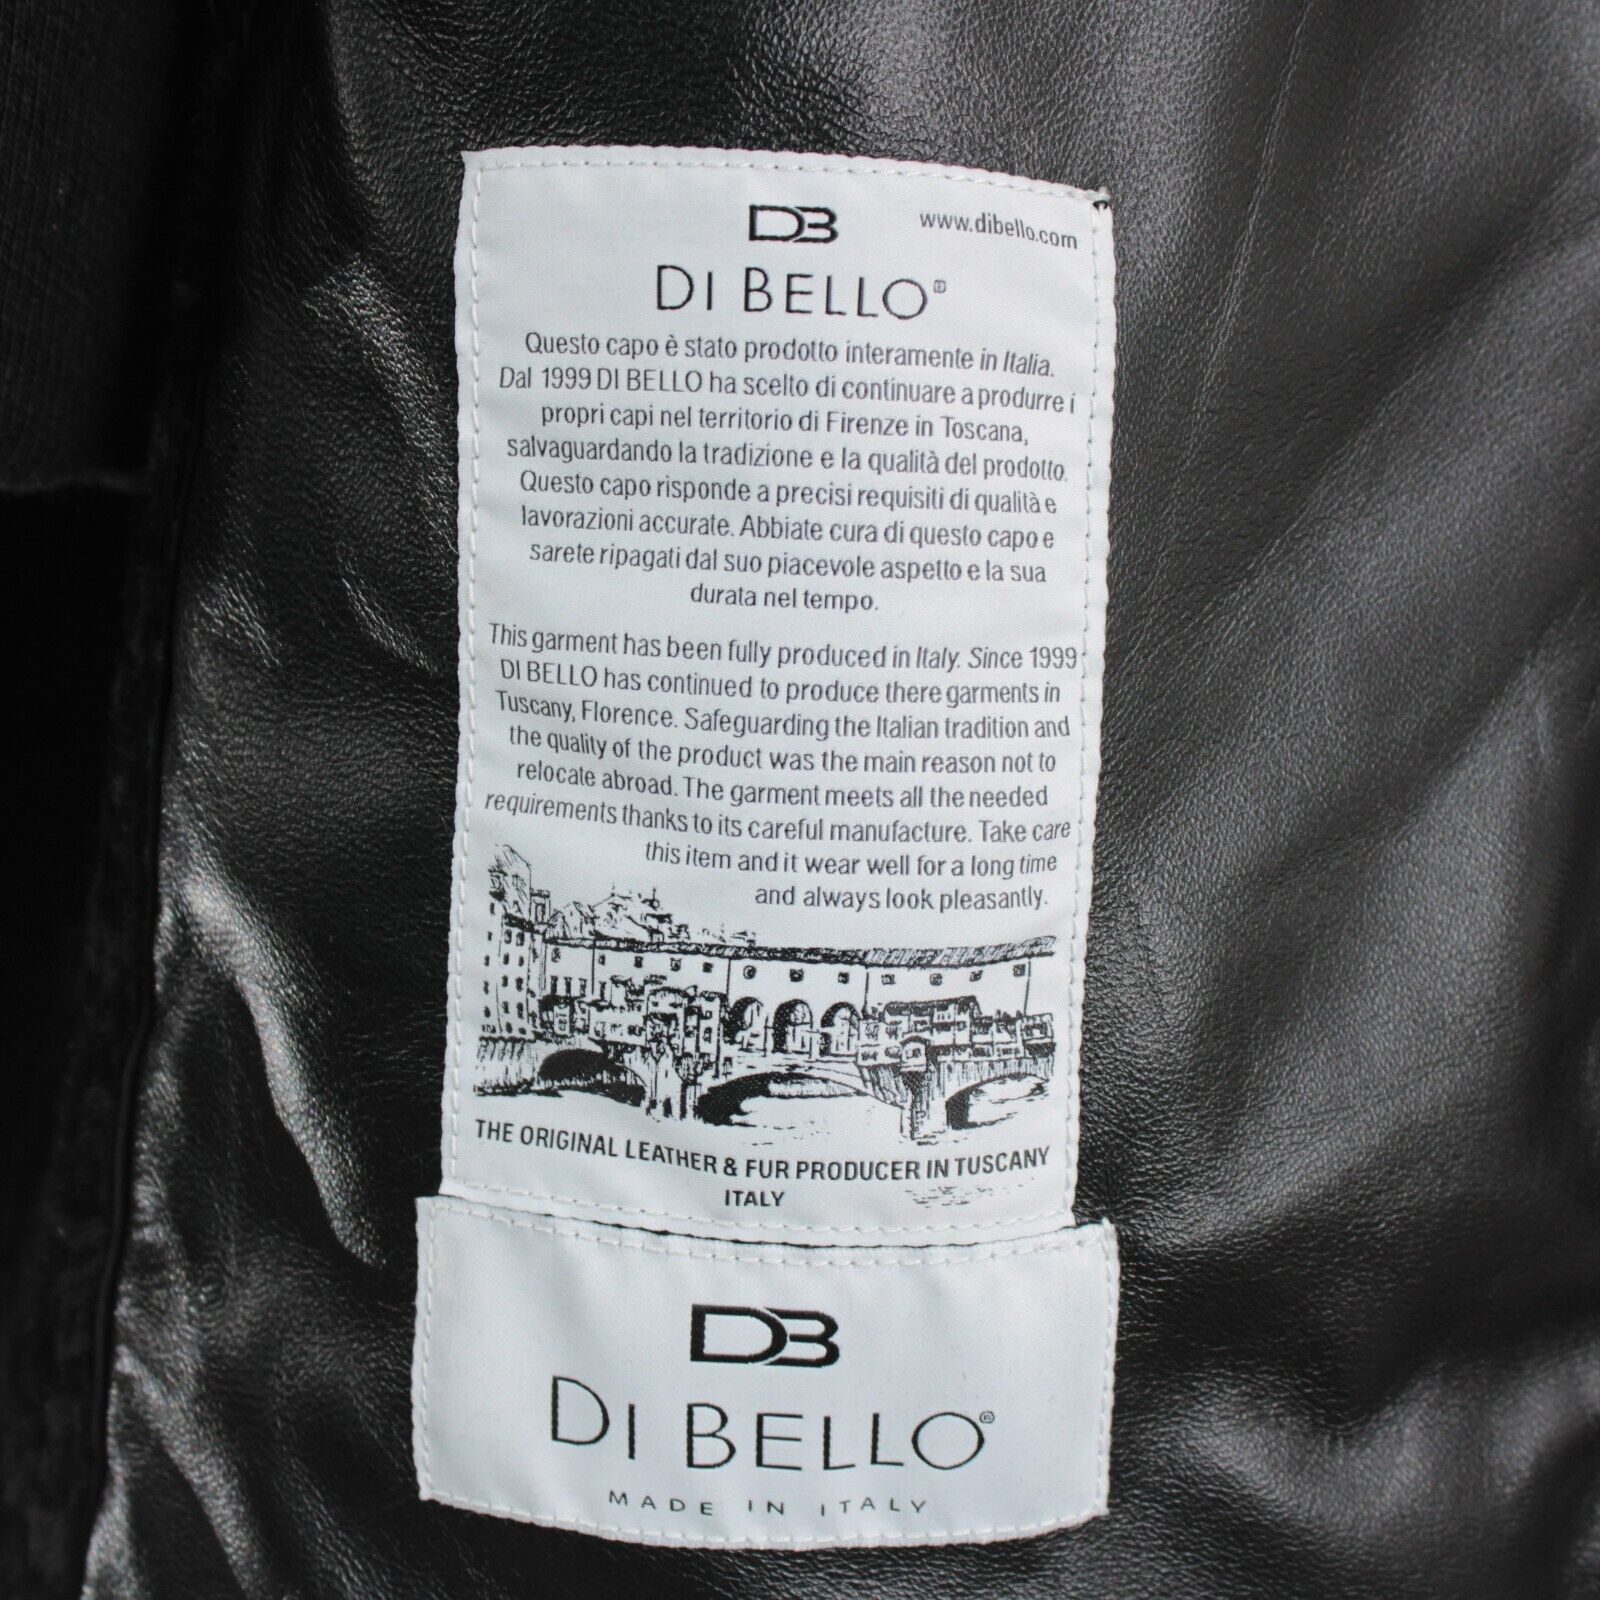 DB
www.dibello.com
DI BELLO®
Questo capo è stato prodotto interamente in Italia.
Dal 1999 DI BELLO ha scelto di continuare a produrre i
propri capi nel territorio di Firenze in Toscana,
salvaguardando la tradizione e la qualità del prodotto.
Questo capo risponde a precisi requisiti di qualità e
lavorazioni accurate. Abbiate cura di questo capo e
sarete ripagati dal suo piacevole aspetto e la sua
durata nel tempo.
This garment has been fully produced in Italy. Since 1999
DI BELLO has continued to produce there garments in
Tuscany, Florence. Safeguarding the Italian tradition and
the quality of the product was the main reason not to
relocate abroad. The garment meets all the needed
requirements thanks to its careful manufacture. Take care
this item and it wear well for a long time
and always look pleasantly.
THE ORIGINAL LEATHER & FUR PRODUCER IN TUSCANY
ITALY
DB
DI BELLO®
MADE IN ITALY